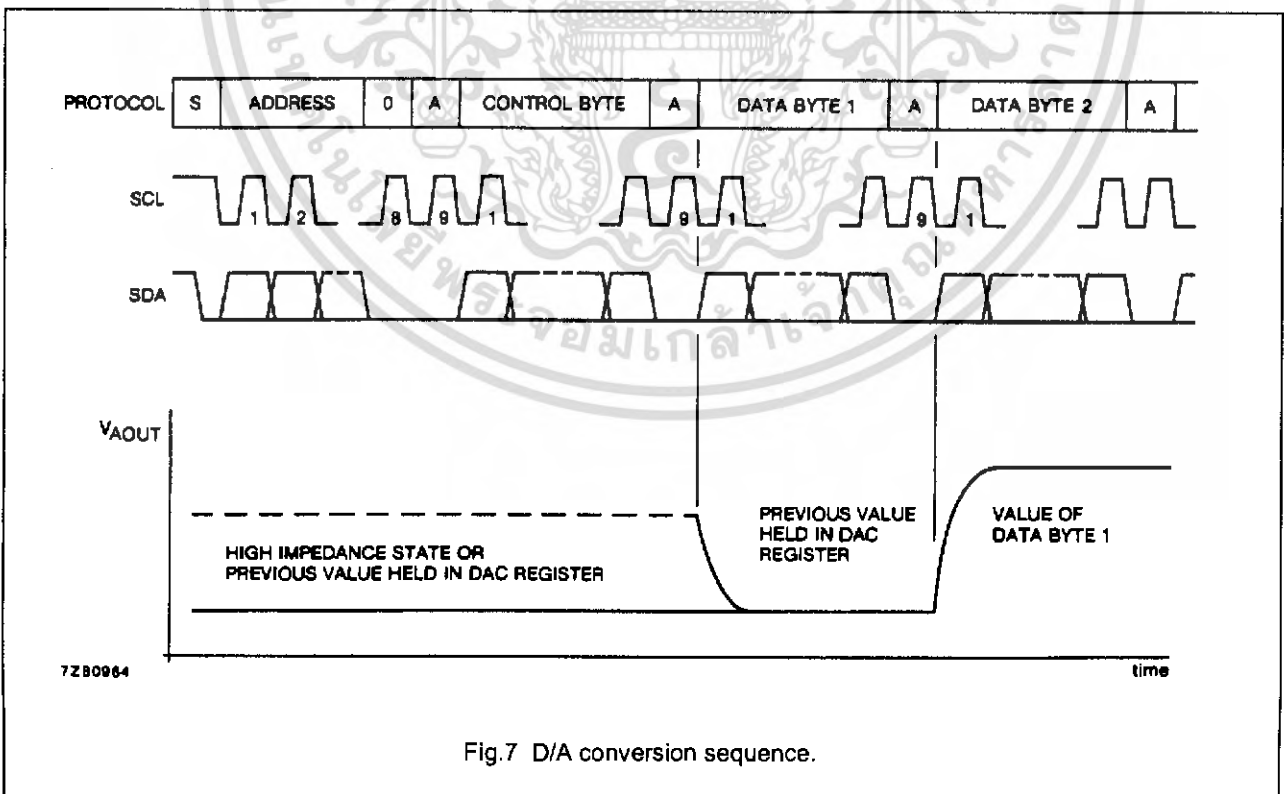 PROTOCOL S ADDRESS 0 A CONTROL BYTE A DATA BYTE 1 A DATA BYTE 2 A
SCL 1 2 8 9 1 9 1 9 1
SDA
VAOUT
HIGH IMPEDANCE STATE OR
PREVIOUS VALUE HELD IN DAC REGISTER
PREVIOUS VALUE
HELD IN DAC
REGISTER
VALUE OF
DATA BYTE 1
7Z80964
time
Fig.7 D/A conversion sequence.